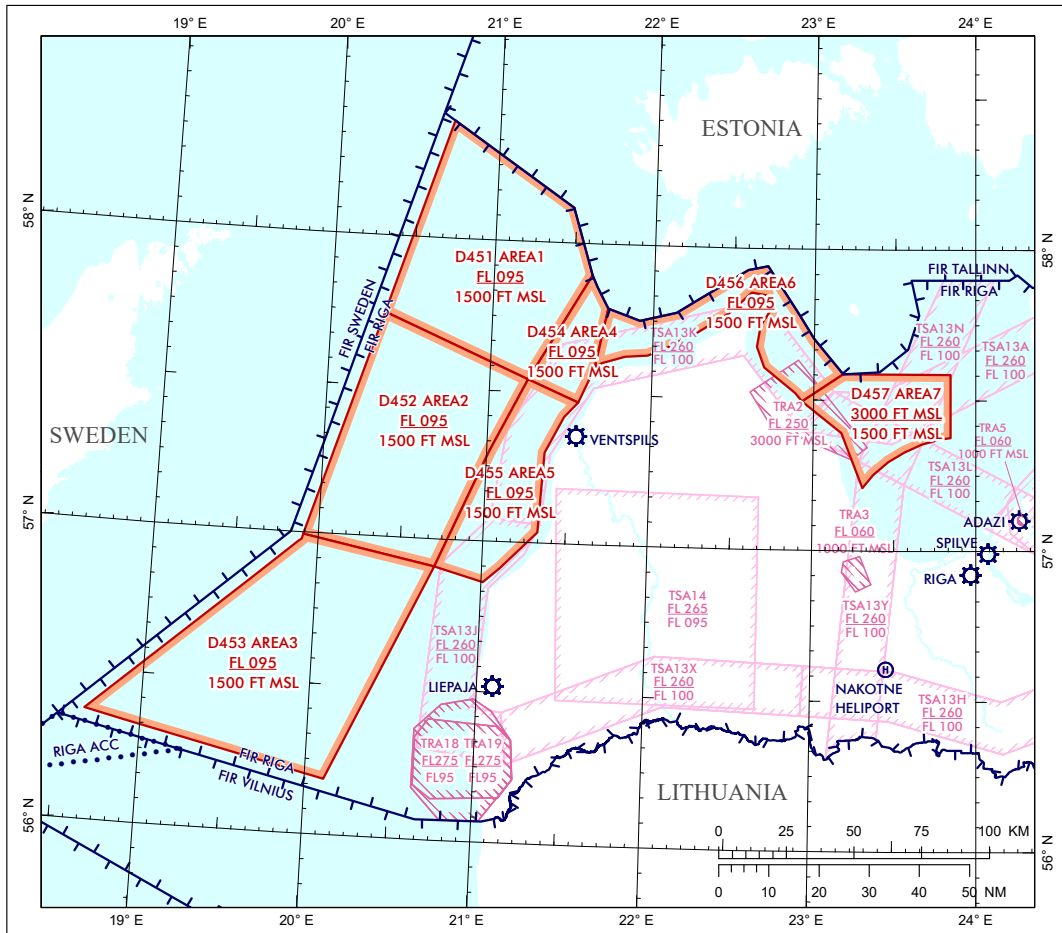 19° E
20° E
21° E
22° E
23° E
24° E
ESTONIA
58° N
58° N
D451 AREA1
FL 095
1500 FT MSL
FIR SWEDEN
FIR RIGA
D456 AREA6
FL 095
1500 FT MSL
FIR TALLINN
FIR RIGA
D454 AREA4
FL 095
1500 FT MSL
TSA13K
FL 260
FL 100
TSA13N
FL 260
FL 100
TSA13A
FL 260
FL 100
D452 AREA2
FL 095
1500 FT MSL
D457 AREA7
3000 FT MSL
1500 FT MSL
TRA2
FL 250
3000 FT MSL
SWEDEN
VENTSPILS
TRA5
FL 060
1000 FT MSL
D455 AREA5
FL 095
1500 FT MSL
TSA13L
FL 260
FL 100
57° N
57° N
TRA3
FL 060
1000 FT MSL
ADAZI
SPILVE
RIGA
TSA14
FL 265
FL 095
TSA13Y
FL 260
FL 100
D453 AREA3
FL 095
1500 FT MSL
TSA13J
FL 260
FL 100
LIEPAJA
TSA13X
FL 260
FL 100
H
NAKOTNE
HELIPORT
TSA13H
FL 260
FL 100
RIGA ACC
FIR RIGA
FIR VILNIUS
TRA18
FL275
FL95
TRA19
FL275
FL95
LITHUANIA
56° N
56° N
0 25 50 75 100 KM
0 10 20 30 40 50 NM
19° E
20° E
21° E
22° E
23° E
24° E